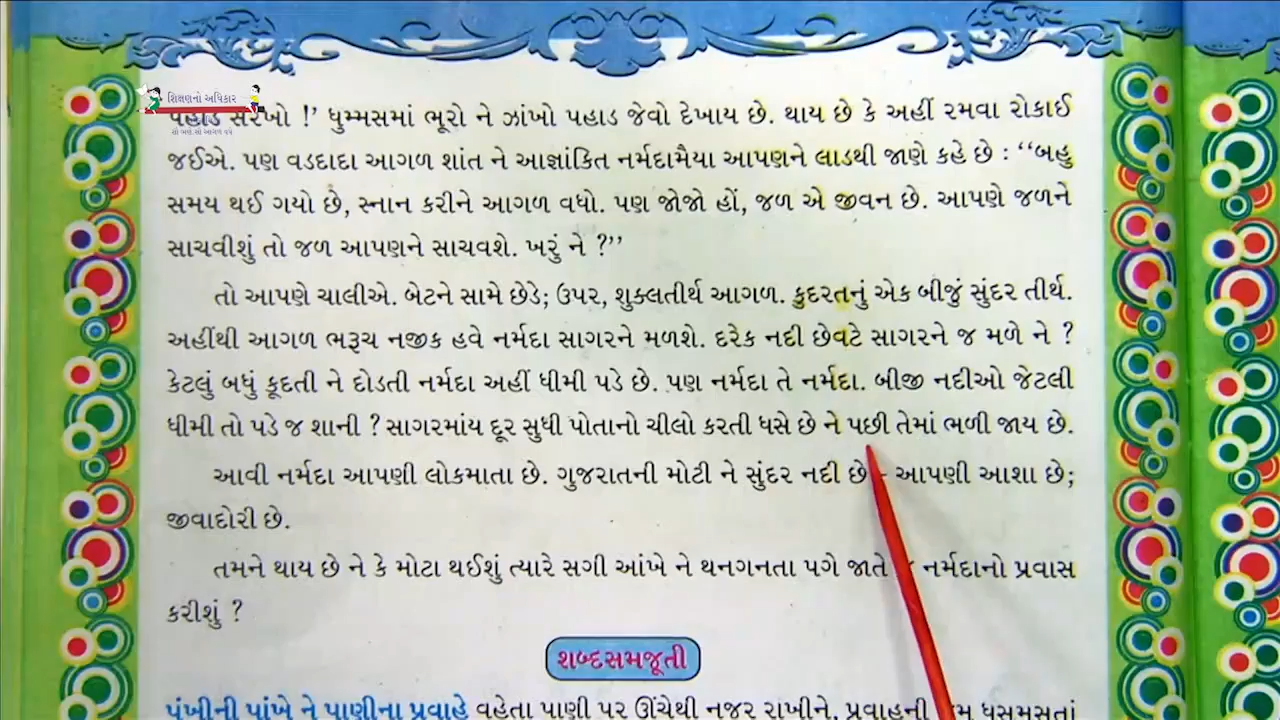 શિક્ષણનો અધિકાર
સૌ ભણે સૌ આગળ વધે
પહાડ સરખો !’ ધુમ્મસમાં ભૂરો ને ઝાંખો પહાડ જેવો દેખાય છે. થાય છે કે અહીં રમવા રોકાઈ
જઈએ. પણ વડદાદા આગળ શાંત ને આજ્ઞાંકિત નર્મદામૈયા આપણને લાડથી જાણે કહે છે : ‘‘બહુ
સમય થઈ ગયો છે, સ્નાન કરીને આગળ વધો. પણ જોજો હોં, જળ એ જીવન છે. આપણે જળને
સાચવીશું તો જળ આપણને સાચવશે. ખરું ને ?’’
તો આપણે ચાલીએ. બેટને સામે છેડે; ઉપર, શુક્લતીર્થ આગળ. કુદરતનું એક બીજું સુંદર તીર્થ.
અહીંથી આગળ ભરૂચ નજીક હવે નર્મદા સાગરને મળશે. દરેક નદી છેવટે સાગરને જ મળે ને ?
કેટલું બધું કૂદતી ને દોડતી નર્મદા અહીં ધીમી પડે છે. પણ નર્મદા તે નર્મદા. બીજી નદીઓ જેટલી
ધીમી તો પડે જ શાની ? સાગરમાંય દૂર સુધી પોતાનો ચીલો કરતી ધસે છે ને પછી તેમાં ભળી જાય છે.
આવી નર્મદા આપણી લોકમાતા છે. ગુજરાતની મોટી ને સુંદર નદી છે - આપણી આશા છે;
જીવાદોરી છે.
તમને થાય છે ને કે મોટા થઈશું ત્યારે સગી આંખે ને થનગનતા પગે જાતે નર્મદાનો પ્રવાસ
કરીશું ?
શબ્દસમજૂતી
પંખીની પાંખે ને પાણીના પ્રવાહે વહેતા પાણી પર ઊંચેથી નજર રાખીને, પ્રવાહની ધસમસતાં